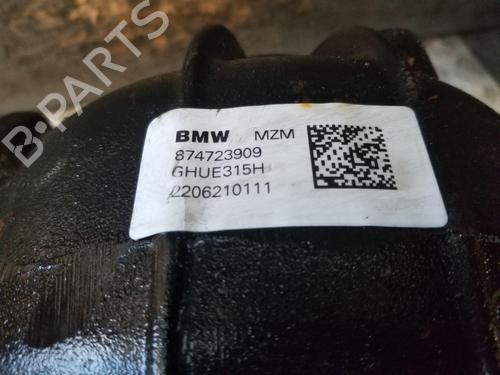 BMW MZM
874723909
GHUE315H
2206210111
B-PARTS